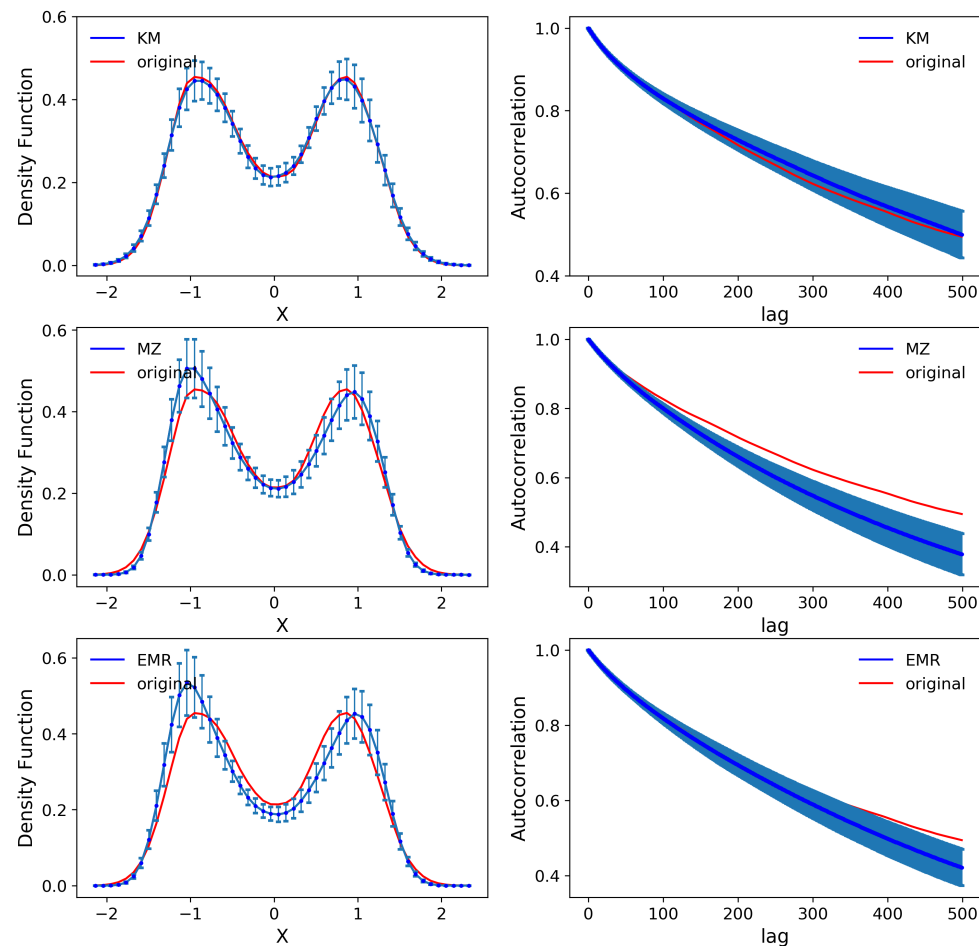 0.6
0.4
0.2
0.0
Density Function
KM
original
−2 −1 0 1 2
X
1.0
0.8
0.6
0.4
Autocorrelation
KM
original
0 100 200 300 400 500
lag
0.6
0.4
0.2
0.0
Density Function
MZ
original
−2 −1 0 1 2
X
1.0
0.8
0.6
0.4
Autocorrelation
MZ
original
0 100 200 300 400 500
lag
0.6
0.4
0.2
0.0
Density Function
EMR
original
−2 −1 0 1 2
X
1.0
0.8
0.6
0.4
Autocorrelation
EMR
original
0 100 200 300 400 500
lag